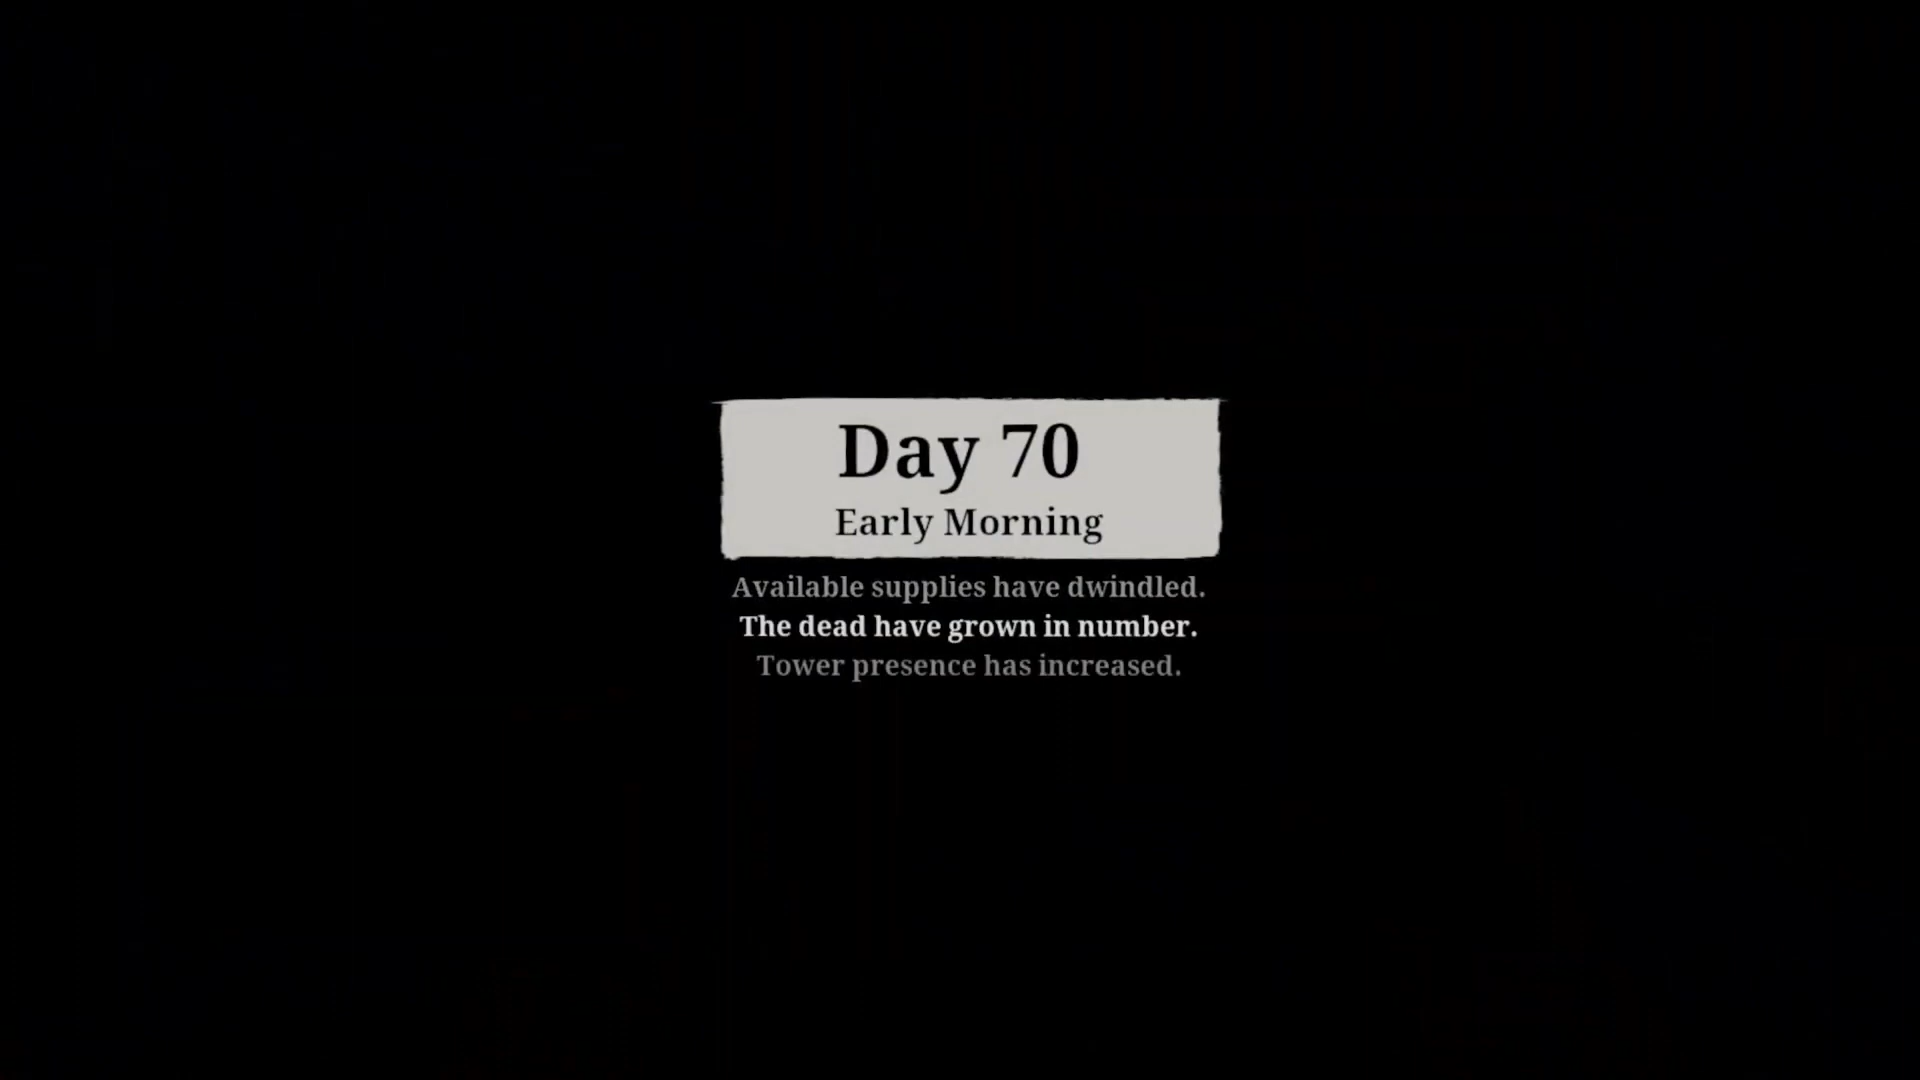 Day 70
Early Morning
Available supplies have dwindled.
The dead have grown in number.
Tower presence has increased.